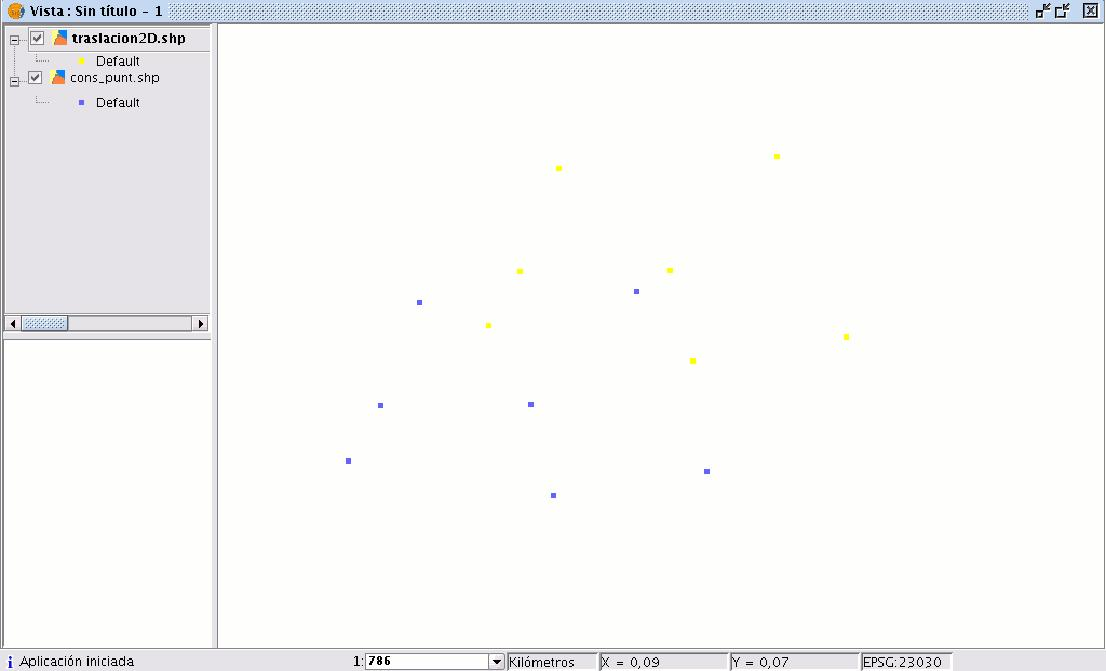 Vista: Sin título - 1
traslacion2D.shp
Default
cons_punt.shp
Default
Aplicación iniciada 1: 786 Kilómetros X = 0,09 Y = 0,07 EPSG:23030